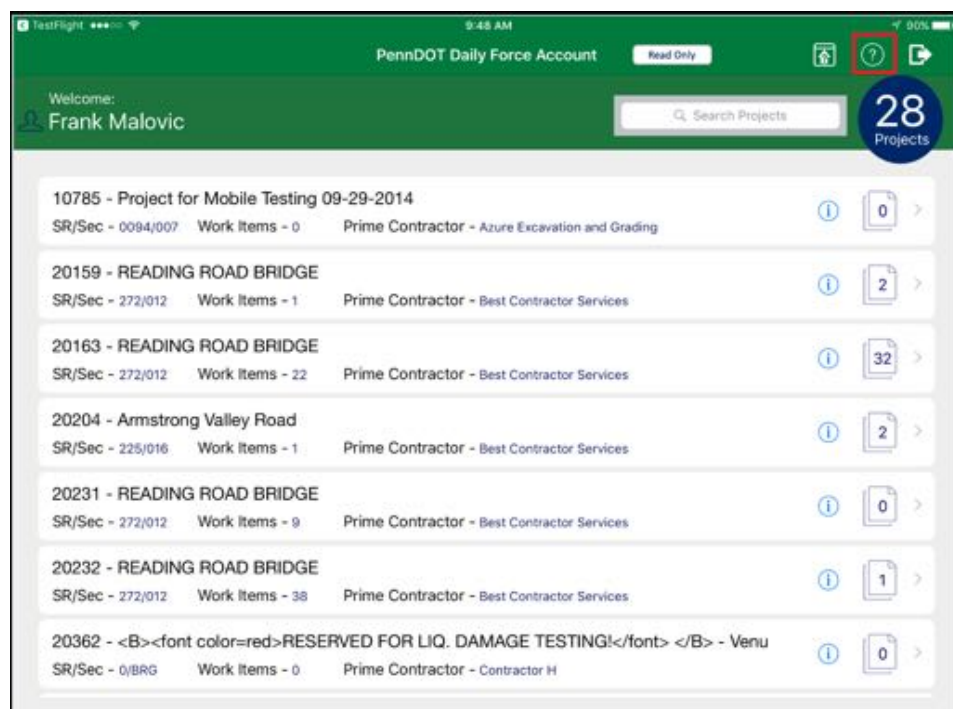 TestFlight 9:48 AM 90%
PennDOT Daily Force Account Read Only ?
Welcome:
Frank Malovic
Search Projects
28
Projects
10785 - Project for Mobile Testing 09-29-2014
SR/Sec - 0094/007 Work Items - 0 Prime Contractor - Azure Excavation and Grading
0
20159 - READING ROAD BRIDGE
SR/Sec - 272/012 Work Items - 1 Prime Contractor - Best Contractor Services
2
20163 - READING ROAD BRIDGE
SR/Sec - 272/012 Work Items - 22 Prime Contractor - Best Contractor Services
32
20204 - Armstrong Valley Road
SR/Sec - 225/016 Work Items - 1 Prime Contractor - Best Contractor Services
2
20231 - READING ROAD BRIDGE
SR/Sec - 272/012 Work Items - 9 Prime Contractor - Best Contractor Services
0
20232 - READING ROAD BRIDGE
SR/Sec - 272/012 Work Items - 38 Prime Contractor - Best Contractor Services
1
20362 - <B><font color=red>RESERVED FOR LIQ. DAMAGE TESTING!</font> </B> - Venu
SR/Sec - 0/BRG Work Items - 0 Prime Contractor - Contractor H
0